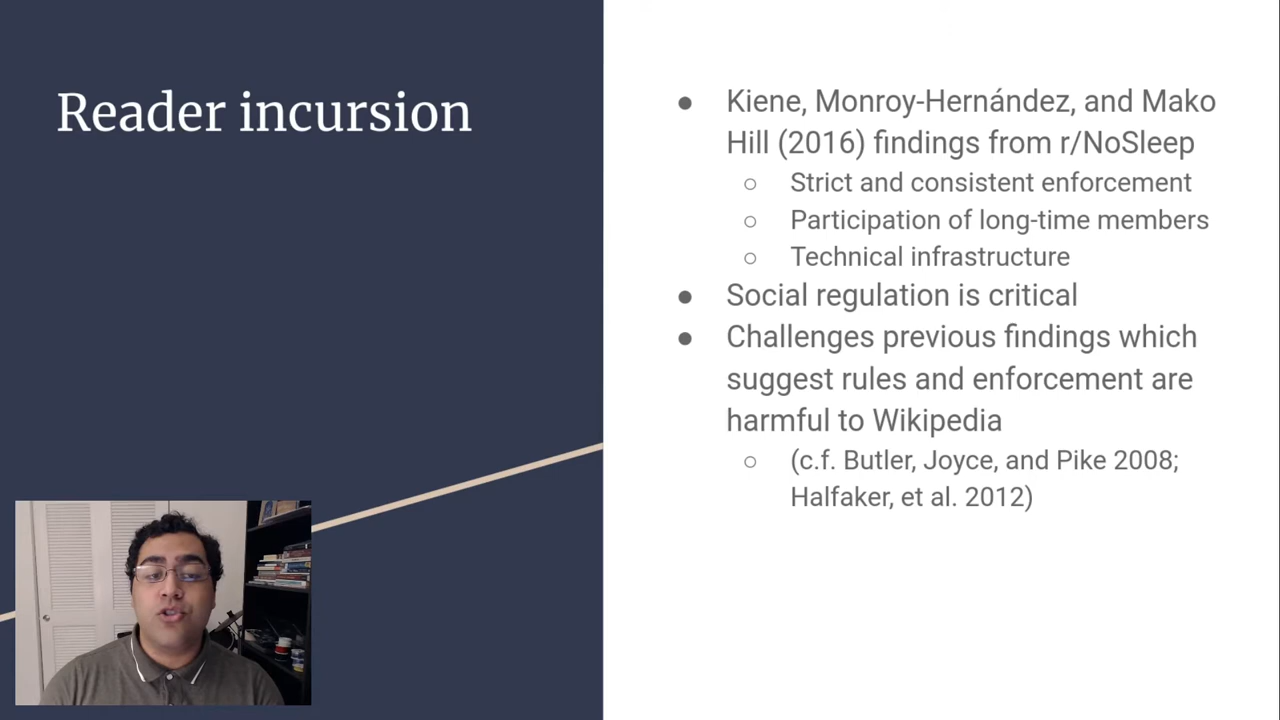 Reader incursion
● Kiene, Monroy-Hernández, and Mako
Hill (2016) findings from r/NoSleep
○ Strict and consistent enforcement
○ Participation of long-time members
○ Technical infrastructure
● Social regulation is critical
● Challenges previous findings which
suggest rules and enforcement are
harmful to Wikipedia
○ (c.f. Butler, Joyce, and Pike 2008;
Halfaker, et al. 2012)